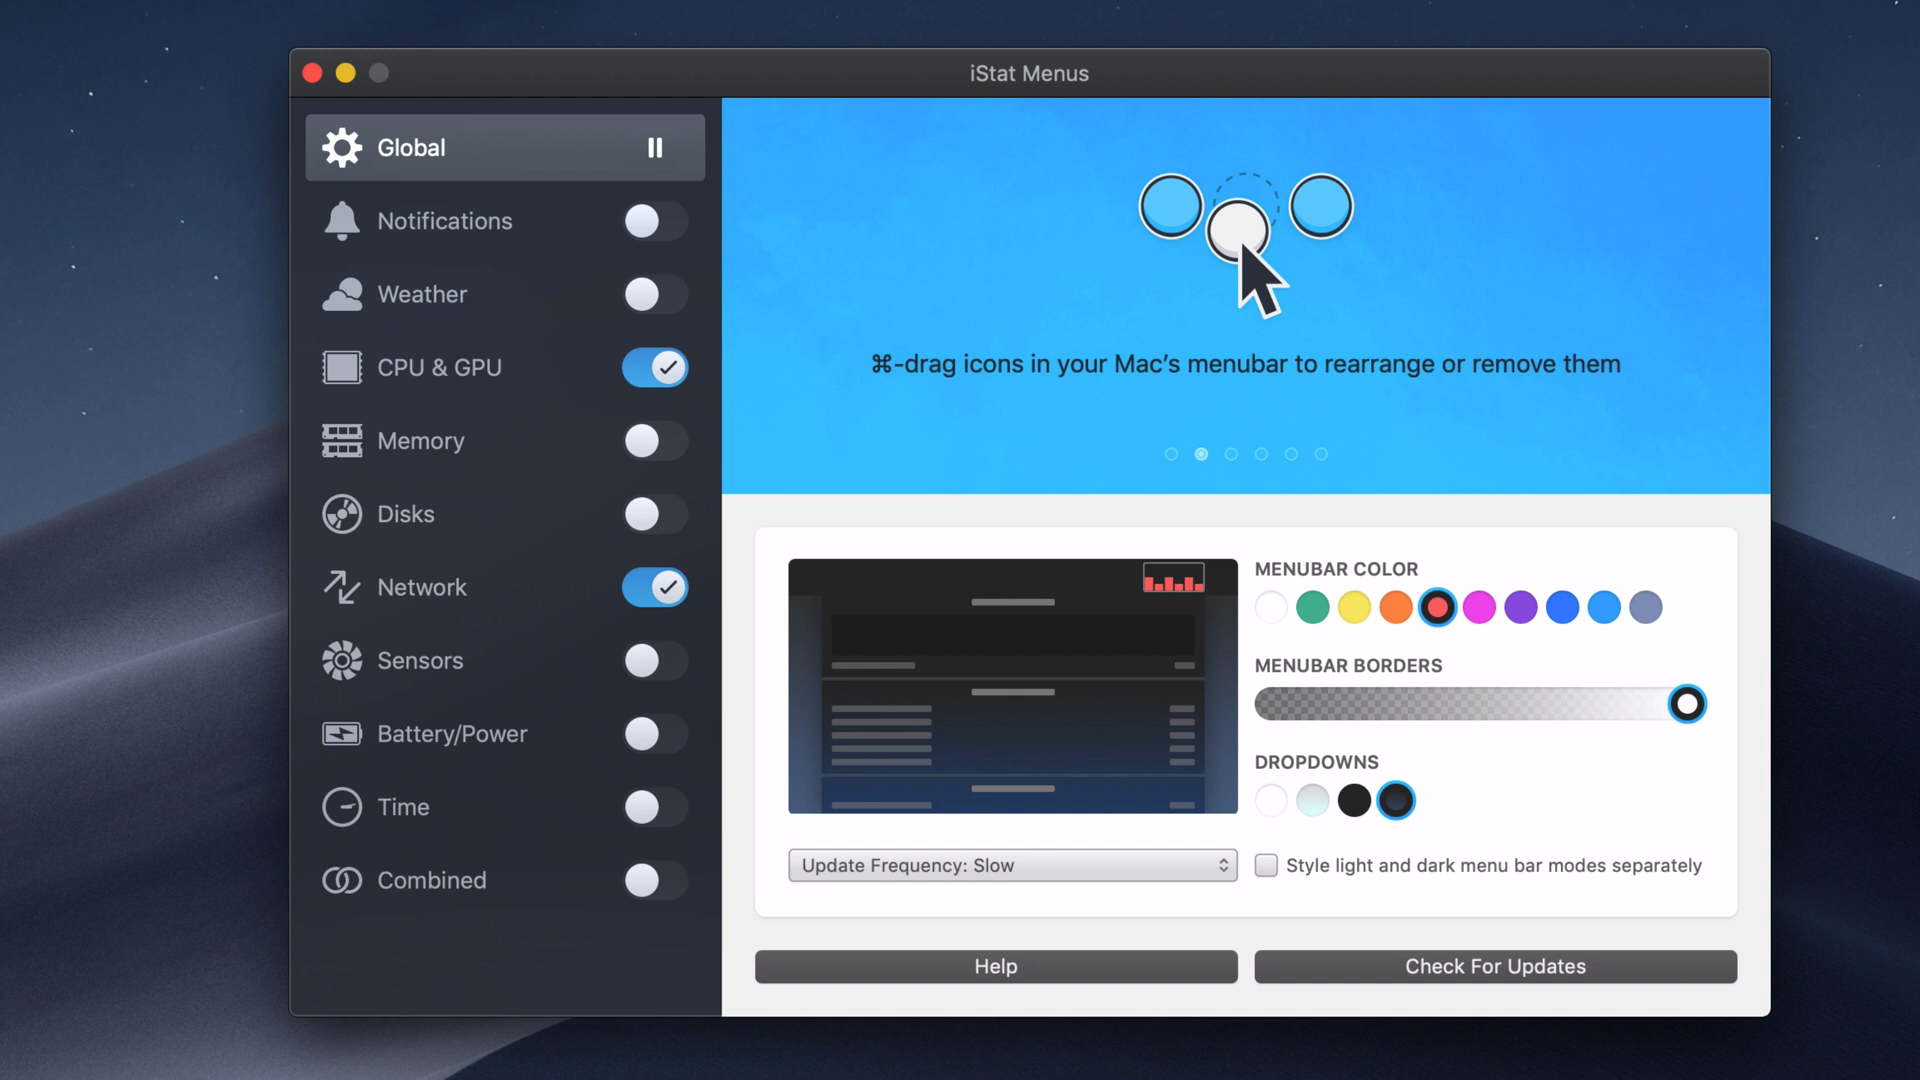 iStat Menus
Global
Notifications
Weather
CPU & GPU
Memory
Disks
Network
Sensors
Battery/Power
Time
Combined
⌘-drag icons in your Mac’s menubar to rearrange or remove them
MENUBAR COLOR
MENUBAR BORDERS
DROPDOWNS
Update Frequency: Slow
Style light and dark menu bar modes separately
Help
Check For Updates